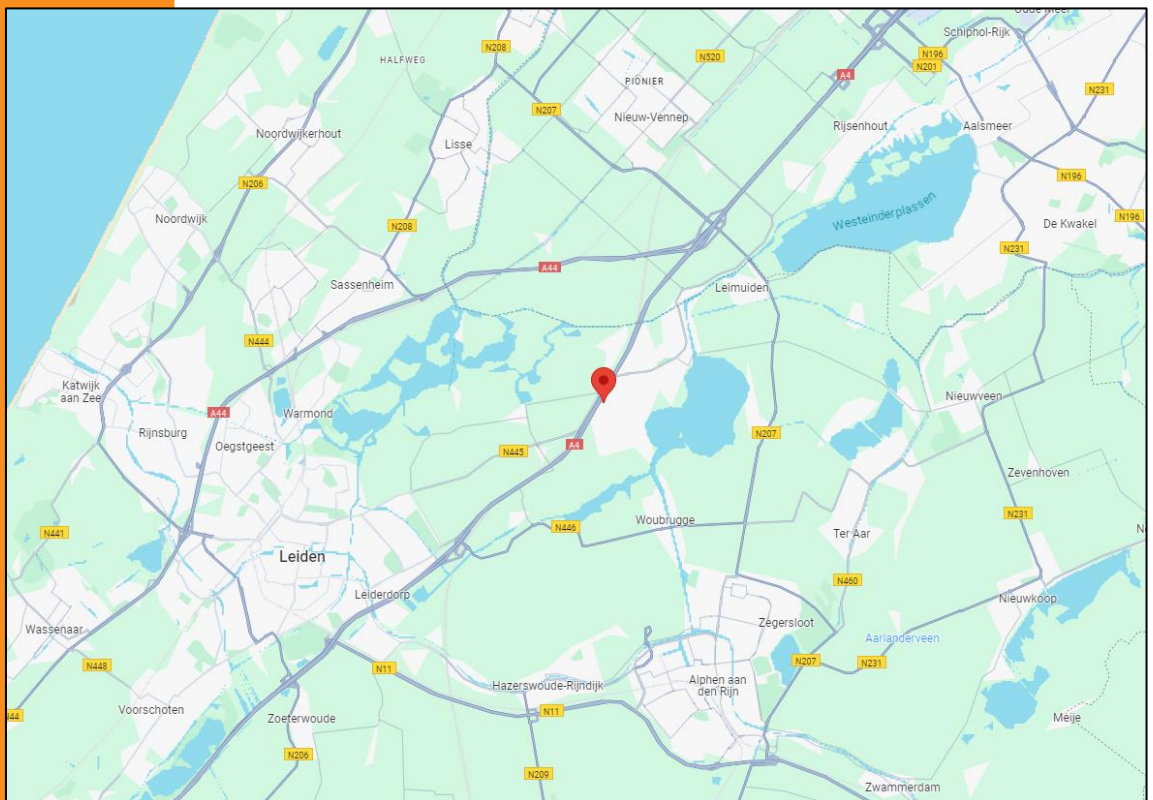 Oude Meer
Schiphol-Rijk
N208
HALFWEG
N520
N196
N201
A4
PIONIER
N231
N207
Nieuw-Vennep
Rijsenhout
Aalsmeer
Noordwijkerhout
Lisse
N206
N196
Noordwijk
Westeinderplassen
N208
De Kwakel
N196
N231
A44
Sassenheim
Leimuiden
N444
Katwijk
aan Zee
Warmond
A44
Nieuwveen
Rijnsburg
Oegstgeest
N207
A4
N445
Zevenhoven
N231
N441
N446
Woubrugge
Ter Aar
Leiden
N460
Leiderdorp
Nieuwkoop
Zegersloot
Wassenaar
Aarlanderveen
N448
N11
N207
N231
Hazerswoude-Rijndijk
Alphen aan
den Rijn
N44
Voorschoten
Zoeterwoude
N11
Meije
N206
N209
Zwammerdam